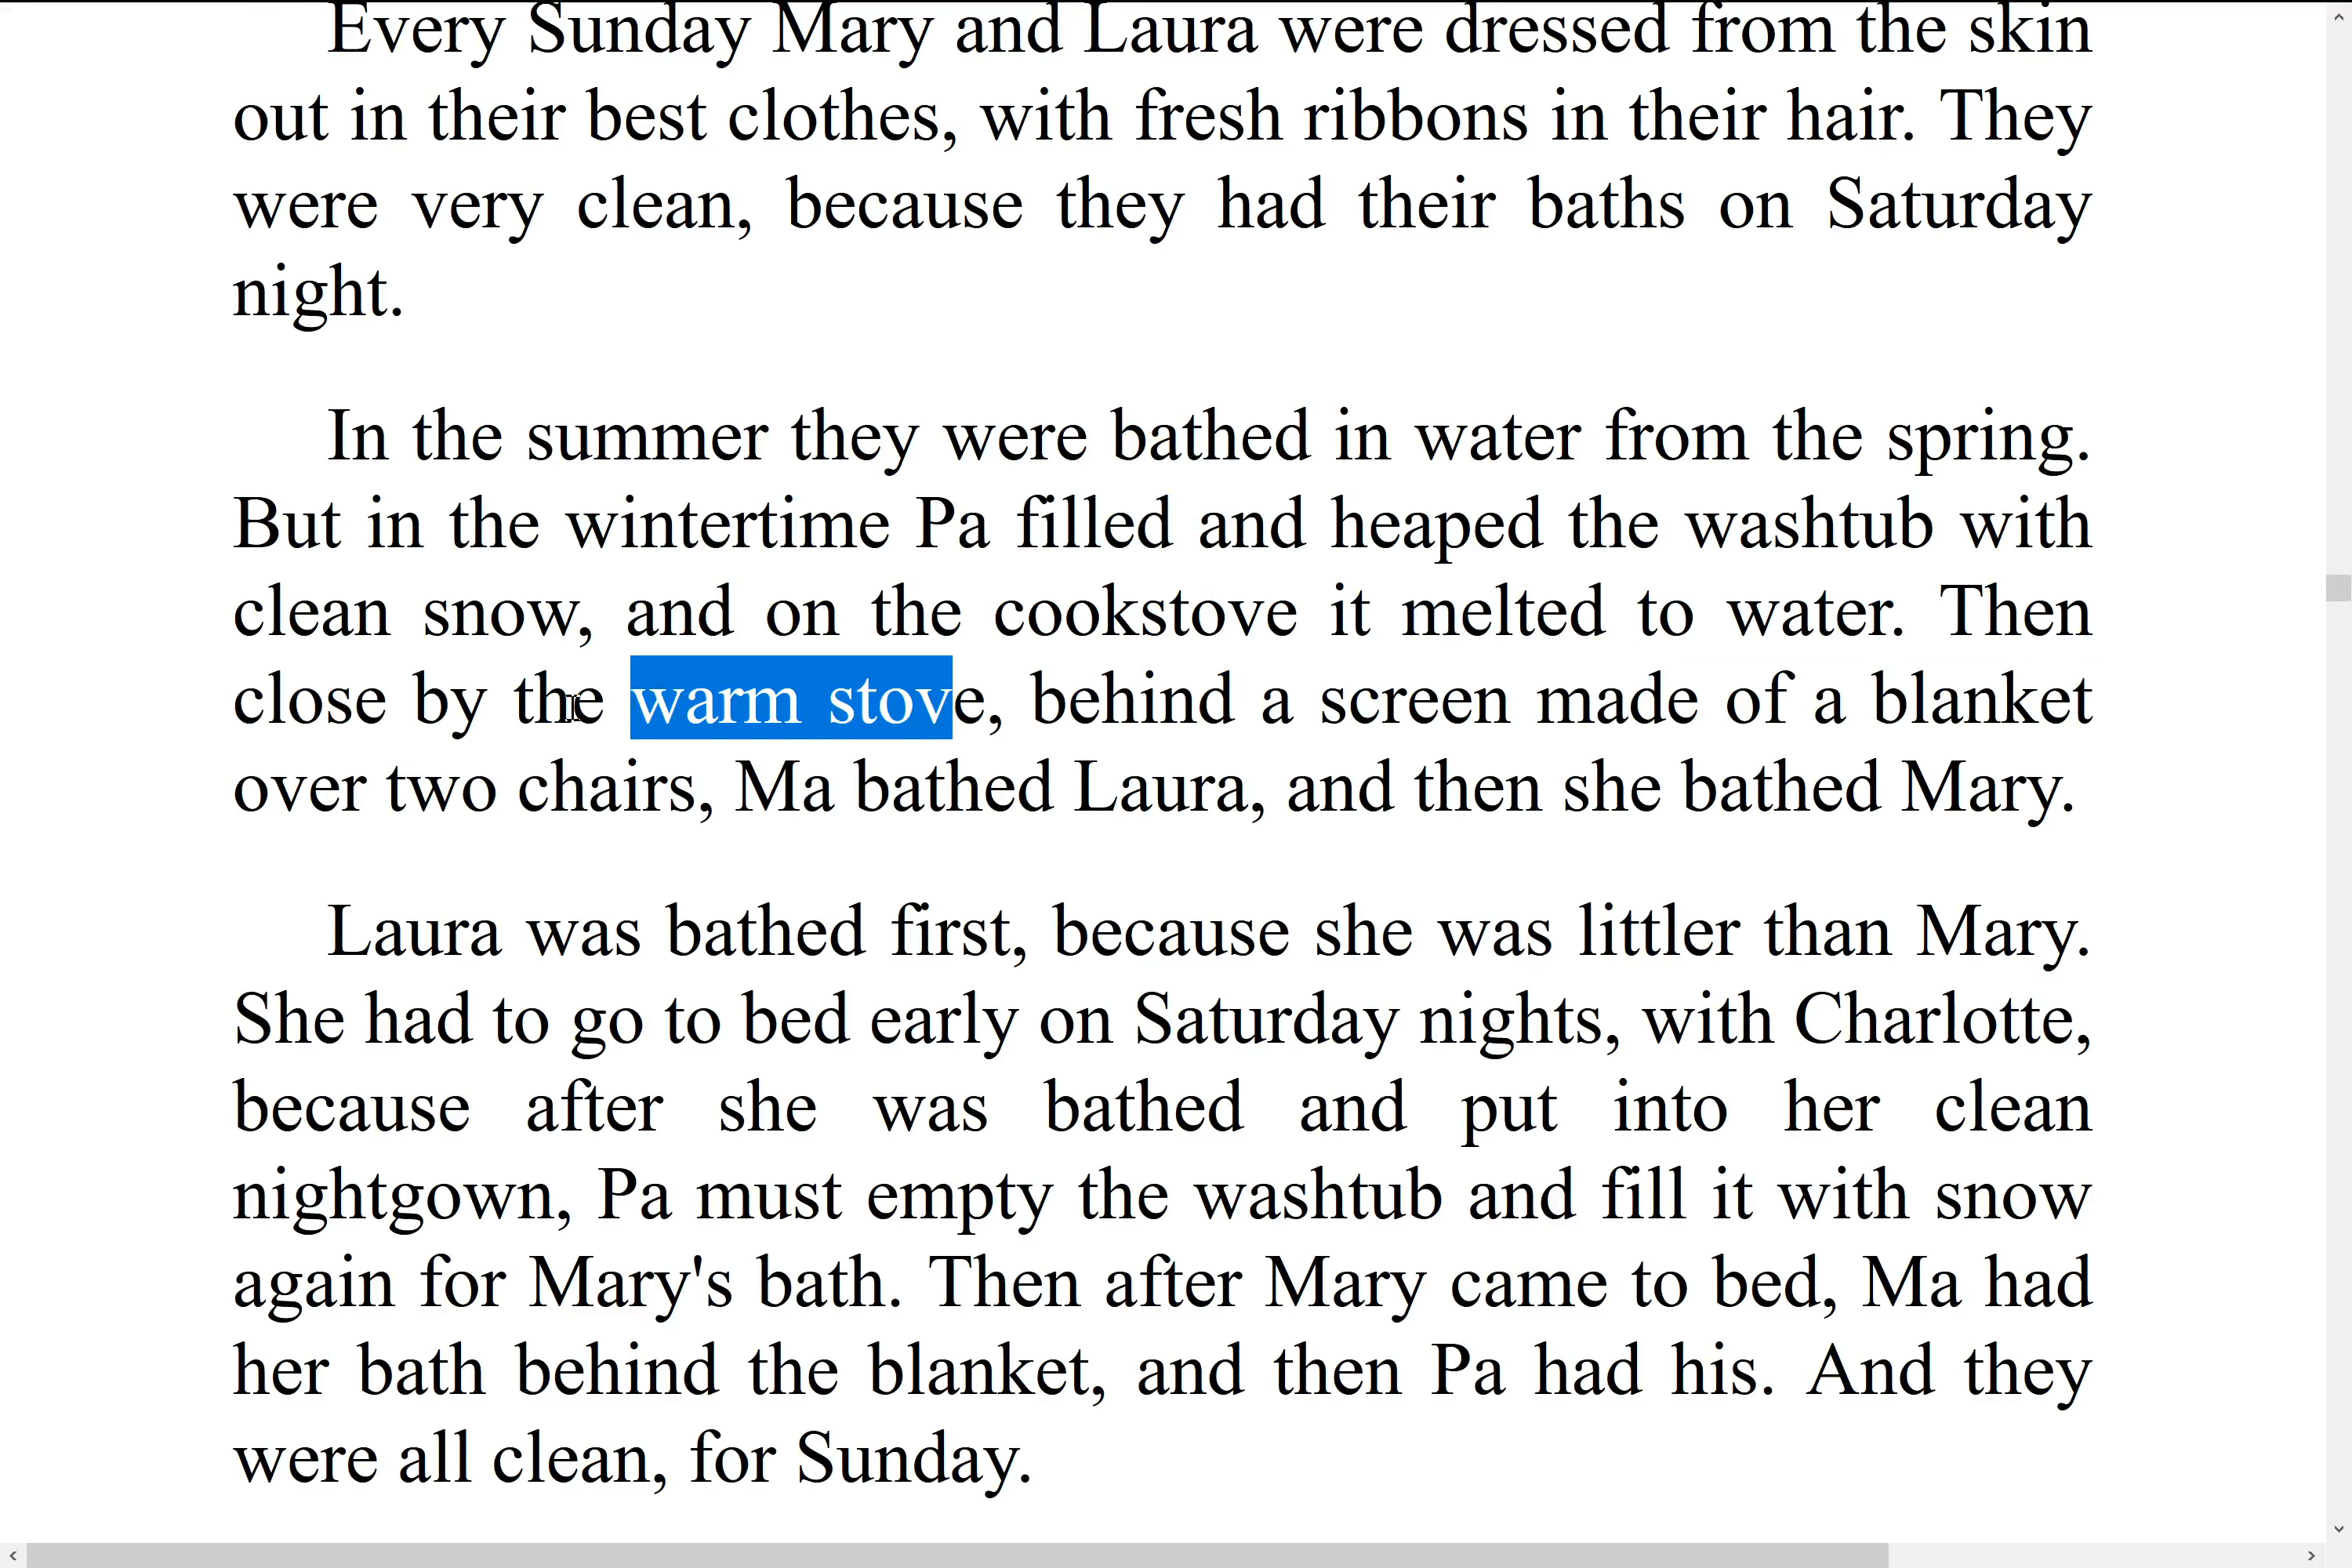 Every Sunday Mary and Laura were dressed from the skin
out in their best clothes, with fresh ribbons in their hair. They
were very clean, because they had their baths on Saturday
night.
In the summer they were bathed in water from the spring.
But in the wintertime Pa filled and heaped the washtub with
clean snow, and on the cookstove it melted to water. Then
close by the warm stove, behind a screen made of a blanket
over two chairs, Ma bathed Laura, and then she bathed Mary.
Laura was bathed first, because she was littler than Mary.
She had to go to bed early on Saturday nights, with Charlotte,
because after she was bathed and put into her clean
nightgown, Pa must empty the washtub and fill it with snow
again for Mary's bath. Then after Mary came to bed, Ma had
her bath behind the blanket, and then Pa had his. And they
were all clean, for Sunday.